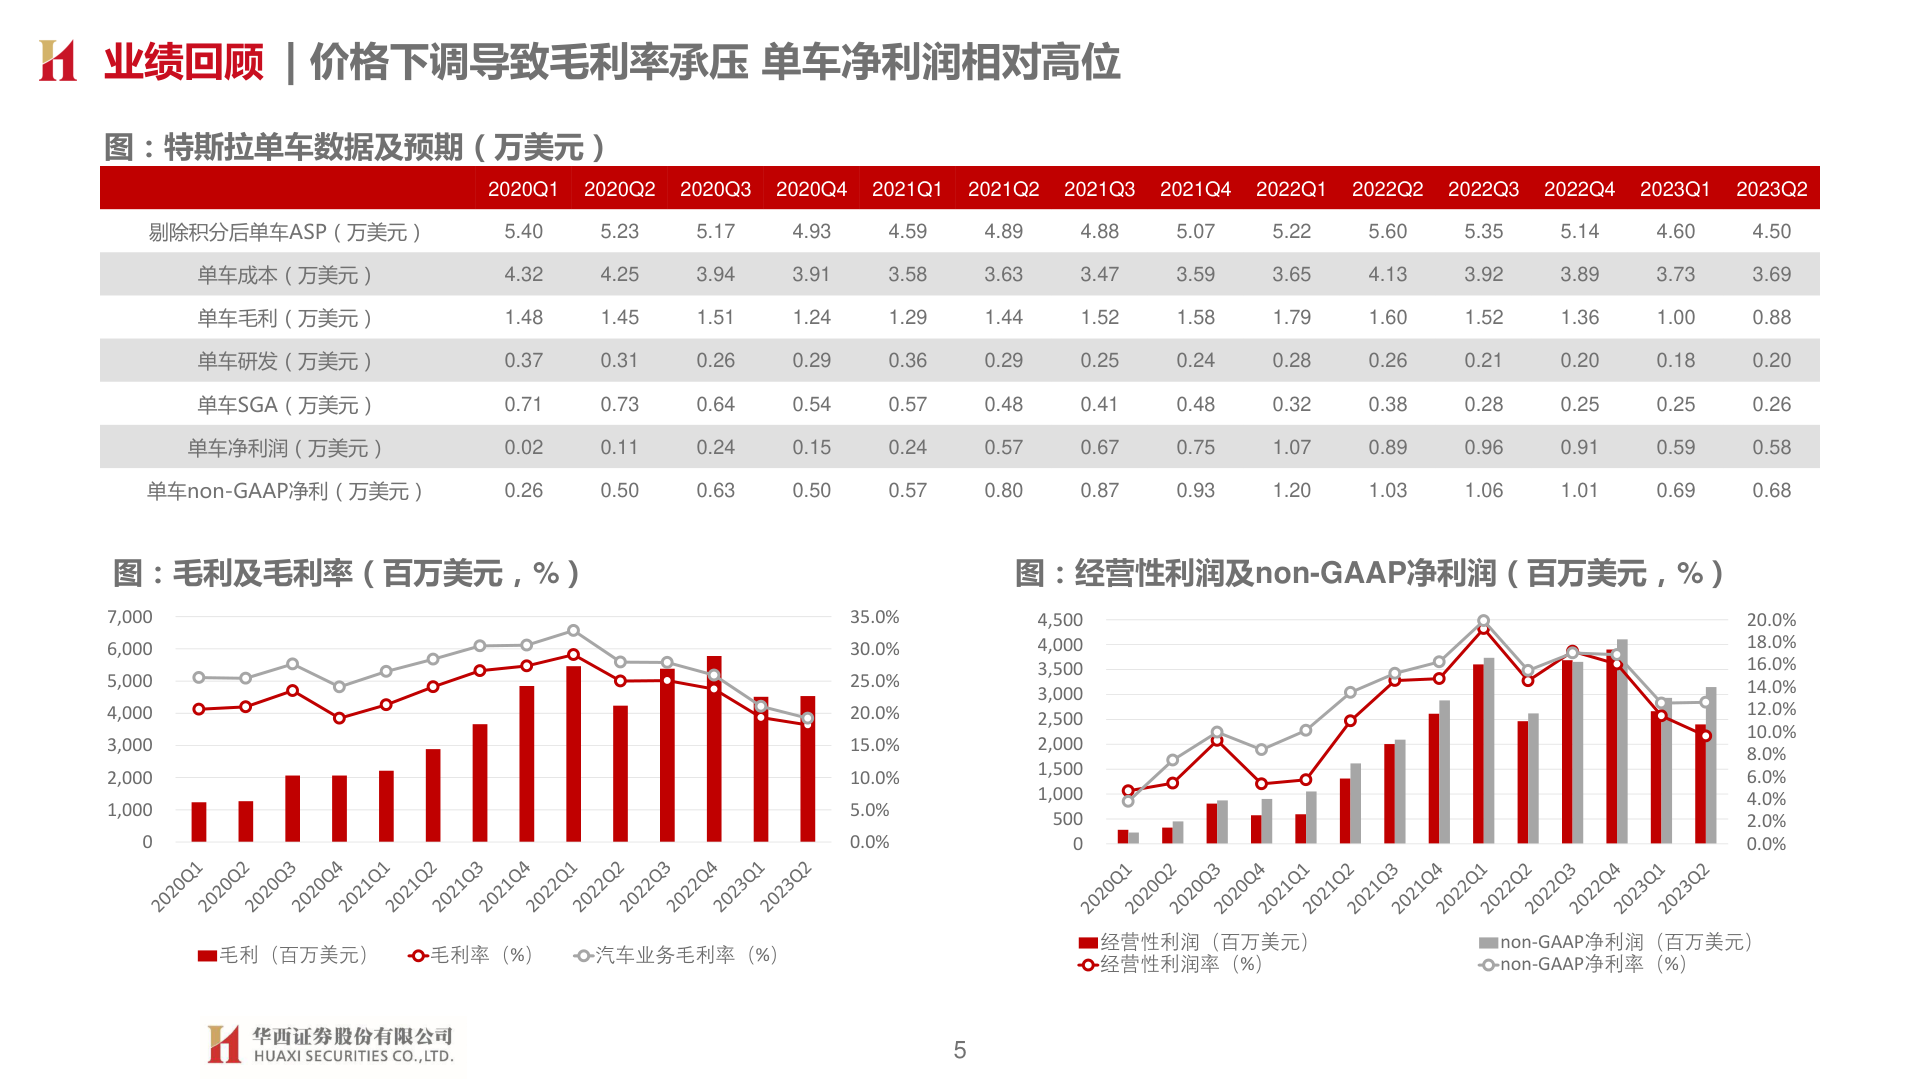 业绩回顾 | 价格下调导致毛利率承压 单车净利润相对高位
图：特斯拉单车数据及预期（万美元）
2020Q1 2020Q2 2020Q3 2020Q4 2021Q1 2021Q2 2021Q3 2021Q4 2022Q1 2022Q2 2022Q3 2022Q4 2023Q1 2023Q2
剔除积分后单车ASP（万美元） 5.40 5.23 5.17 4.93 4.59 4.89 4.88 5.07 5.22 5.60 5.35 5.14 4.60 4.50
单车成本（万美元） 4.32 4.25 3.94 3.91 3.58 3.63 3.47 3.59 3.65 4.13 3.92 3.89 3.73 3.69
单车毛利（万美元） 1.48 1.45 1.51 1.24 1.29 1.44 1.52 1.58 1.79 1.60 1.52 1.36 1.00 0.88
单车研发（万美元） 0.37 0.31 0.26 0.29 0.36 0.29 0.25 0.24 0.28 0.26 0.21 0.20 0.18 0.20
单车SGA（万美元） 0.71 0.73 0.64 0.54 0.57 0.48 0.41 0.48 0.32 0.38 0.28 0.25 0.25 0.26
单车净利润（万美元） 0.02 0.11 0.24 0.15 0.24 0.57 0.67 0.75 1.07 0.89 0.96 0.91 0.59 0.58
单车non-GAAP净利（万美元） 0.26 0.50 0.63 0.50 0.57 0.80 0.87 0.93 1.20 1.03 1.06 1.01 0.69 0.68
图：毛利及毛利率（百万美元，%）
7,000 35.0%
6,000 30.0%
5,000 25.0%
4,000 20.0%
3,000 15.0%
2,000 10.0%
1,000 5.0%
0 0.0%
2020Q1 2020Q2 2020Q3 2020Q4 2021Q1 2021Q2 2021Q3 2021Q4 2022Q1 2022Q2 2022Q3 2022Q4 2023Q1 2023Q2
毛利（百万美元） 毛利率（%） 汽车业务毛利率（%）
图：经营性利润及non-GAAP净利润（百万美元，%）
4,500
4,000
3,500
3,000
2,500
2,000
1,500
1,000
500
0
20.0%
18.0%
16.0%
14.0%
12.0%
10.0%
8.0%
6.0%
4.0%
2.0%
0.0%
2020Q1 2020Q2 2020Q3 2020Q4 2021Q1 2021Q2 2021Q3 2021Q4 2022Q1 2022Q2 2022Q3 2022Q4 2023Q1 2023Q2
经营性利润（百万美元） non-GAAP净利润（百万美元）
经营性利润率（%） non-GAAP净利率（%）
华西证券股份有限公司
HUAXI SECURITIES CO.,LTD.
5